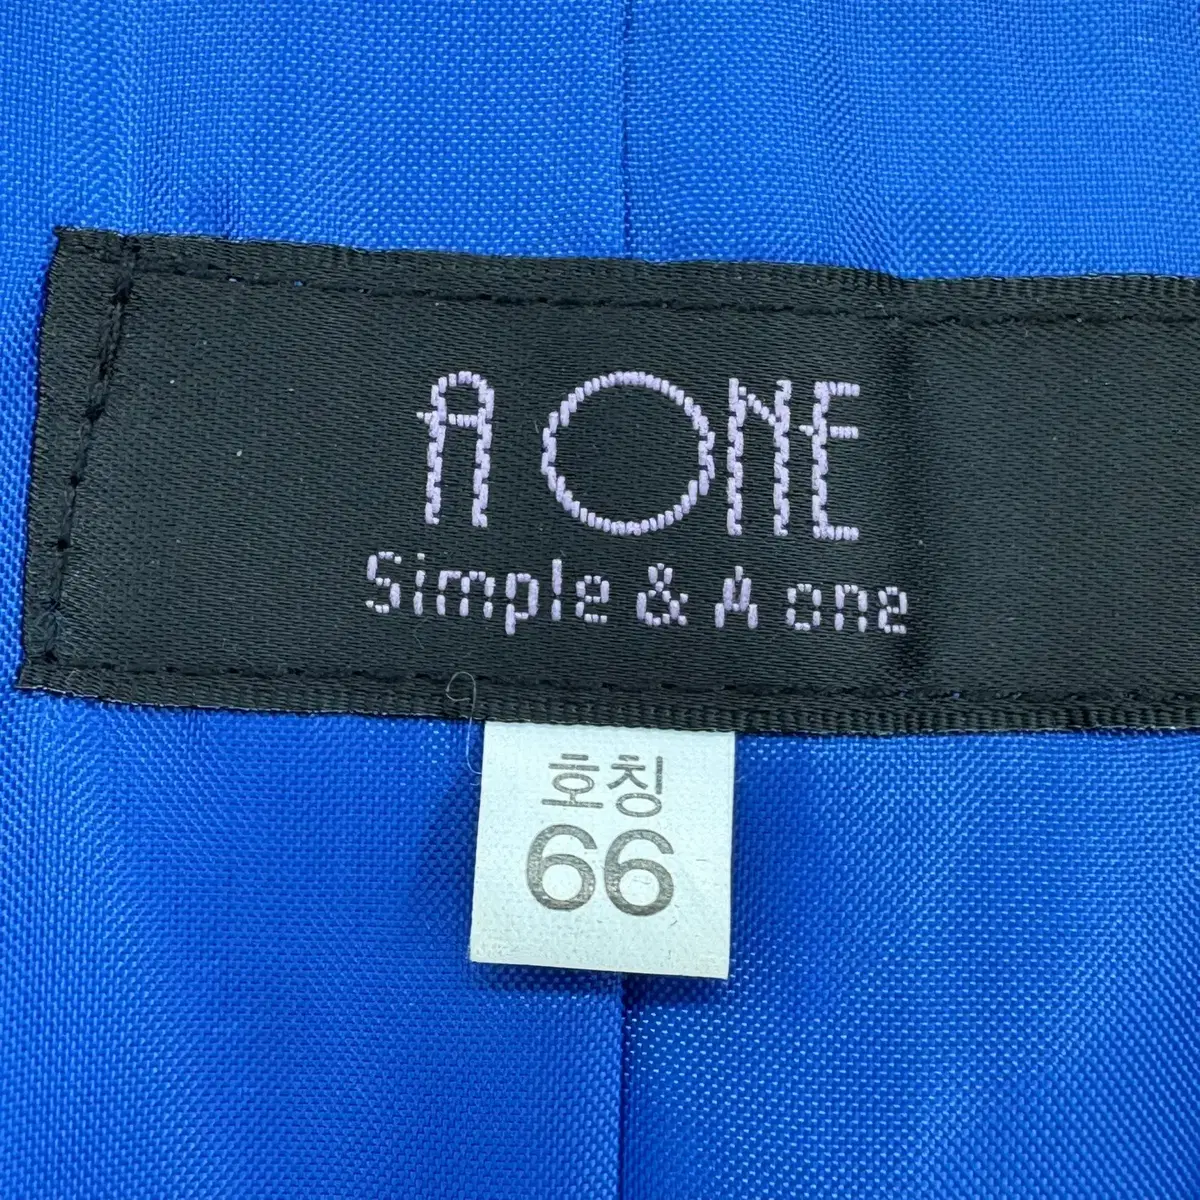 A ONE
Simple & A one
호칭
66